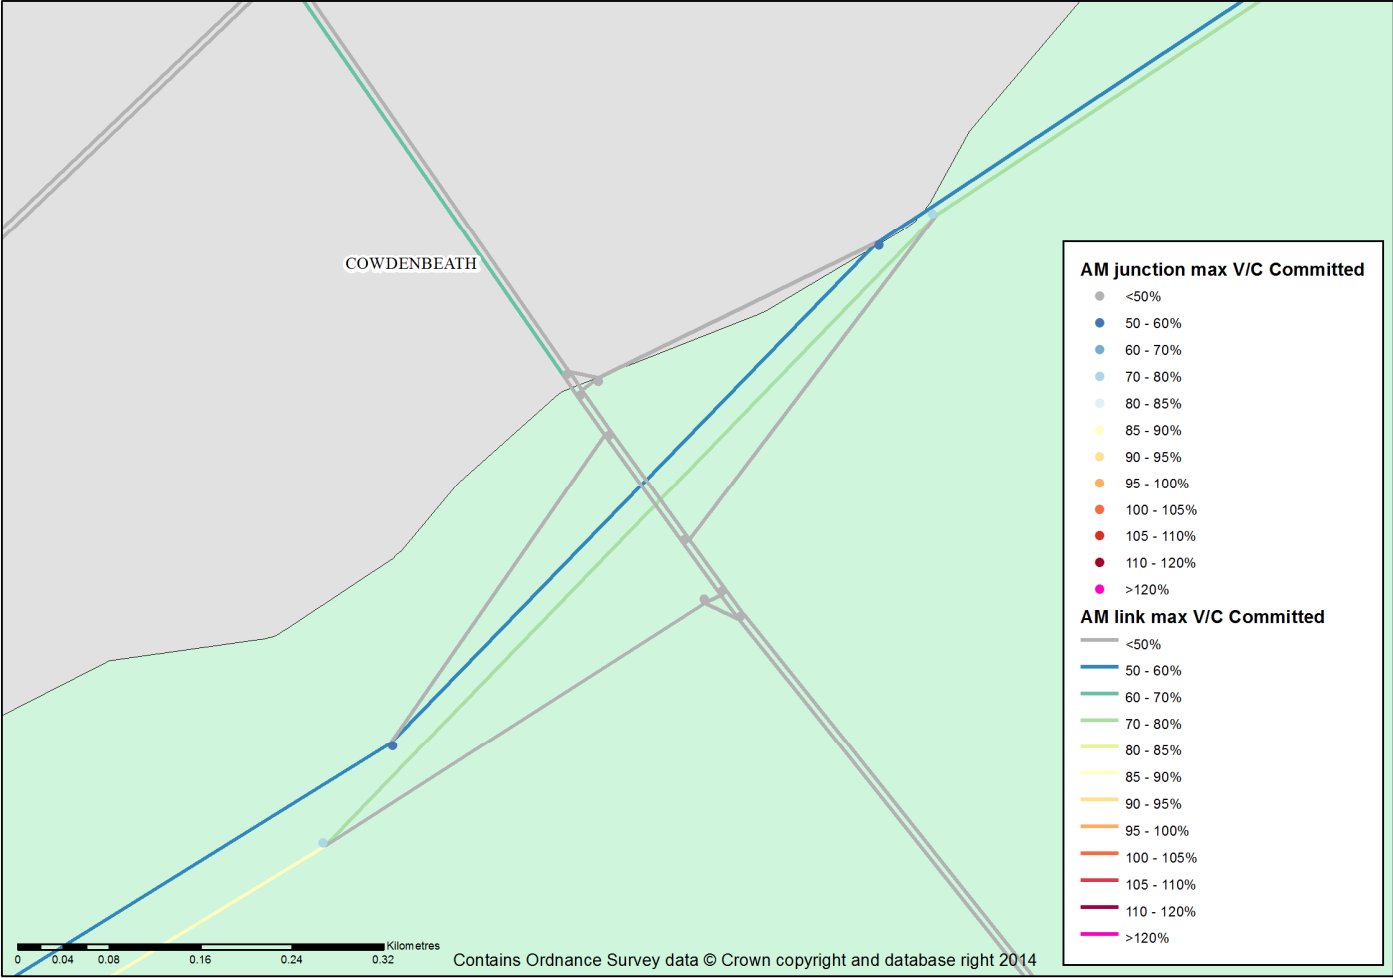 COWDENBEATH
AM junction max V/C Committed
<50%
50 - 60%
60 - 70%
70 - 80%
80 - 85%
85 - 90%
90 - 95%
95 - 100%
100 - 105%
105 - 110%
110 - 120%
>120%
AM link max V/C Committed
<50%
50 - 60%
60 - 70%
70 - 80%
80 - 85%
85 - 90%
90 - 95%
95 - 100%
100 - 105%
105 - 110%
110 - 120%
>120%
Kilometres
0 0.04 0.08 0.16 0.24 0.32
Contains Ordnance Survey data © Crown copyright and database right 2014